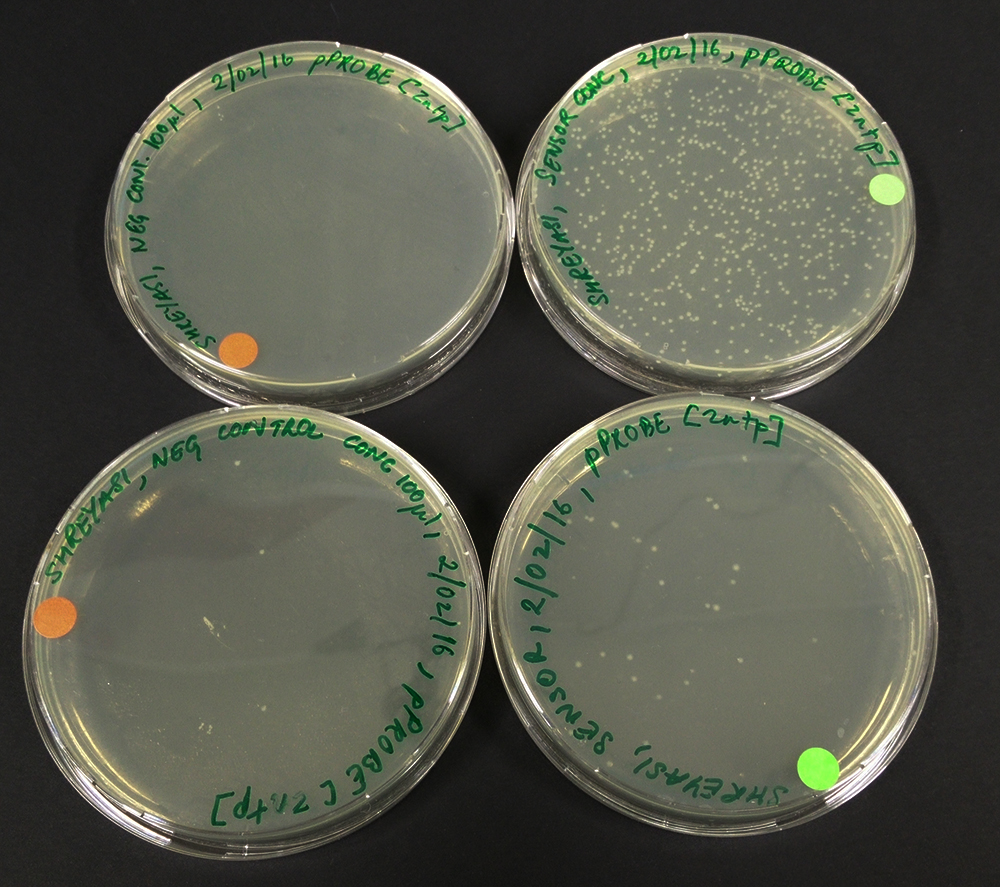 SHREYASI, NEG CONT. 100µl, 2/02/16 pPROBE [zntp]
SHREYASI, SENSOR CONC, 2/02/16, pPROBE [zntp]
SHREYASI, NEG CONTROL CONC 100µl, 2/02/16, pPROBE [zntp]
SHREYASI, SENSOR, 2/02/16, pPROBE [zntp]